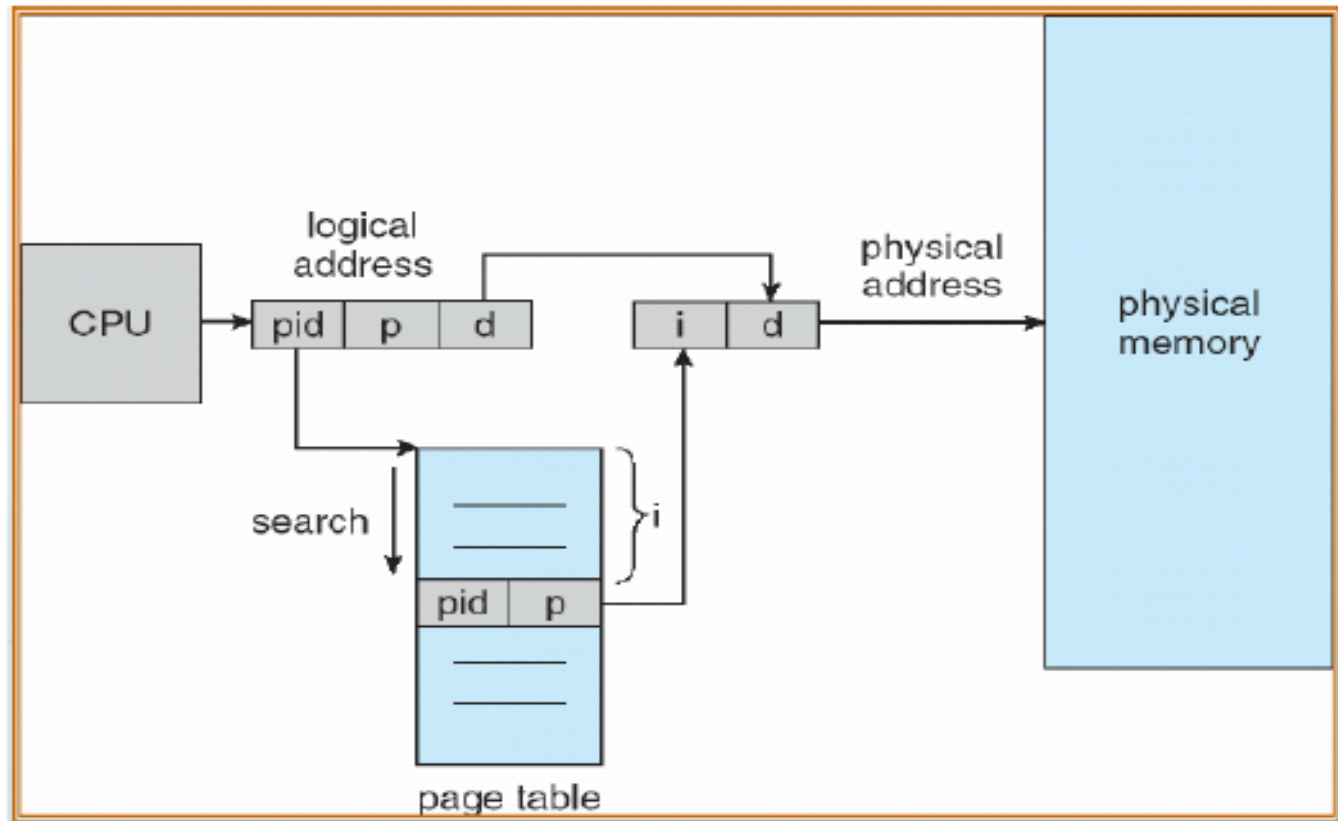 logical
address
physical
address
CPU
pid p d
i d
physical
memory
search
i
pid p
page table